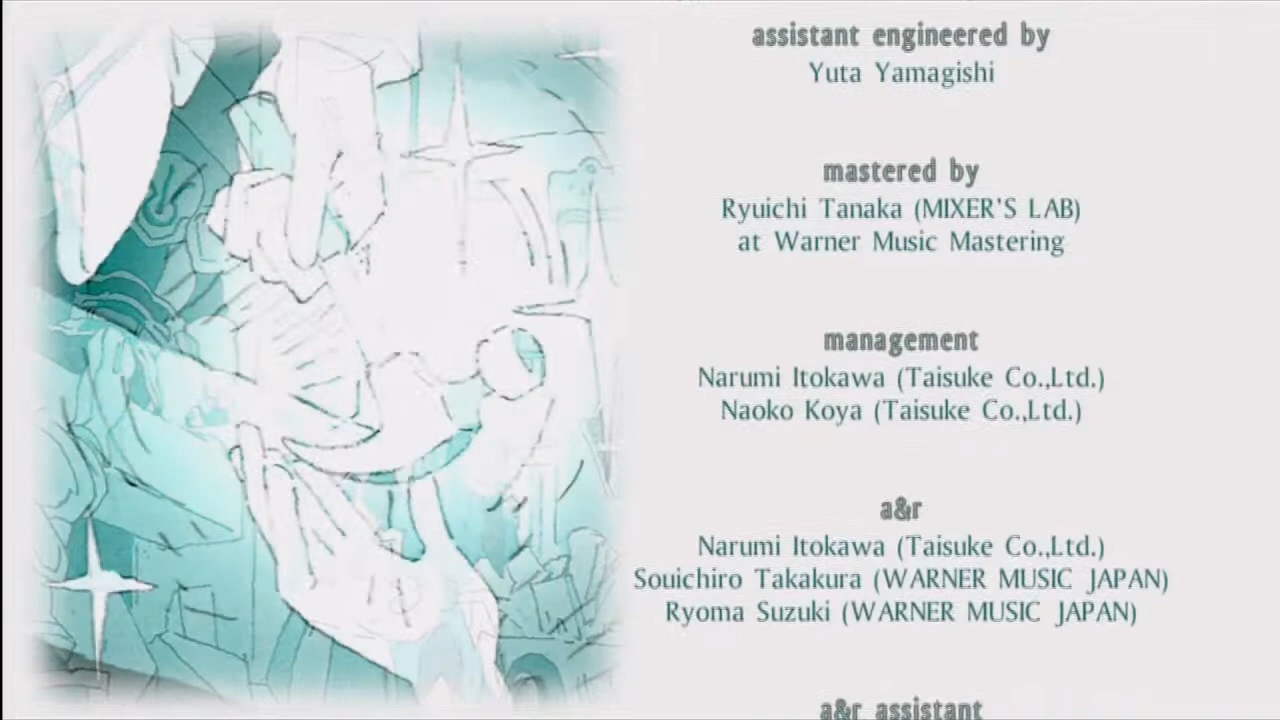 assistant engineered by
Yuta Yamagishi
mastered by
Ryuichi Tanaka (MIXER'S LAB)
at Warner Music Mastering
management
Narumi Itokawa (Taisuke Co.,Ltd.)
Naoko Koya (Taisuke Co.,Ltd.)
a&r
Narumi Itokawa (Taisuke Co.,Ltd.)
Souichiro Takakura (WARNER MUSIC JAPAN)
Ryoma Suzuki (WARNER MUSIC JAPAN)
a&r assistant